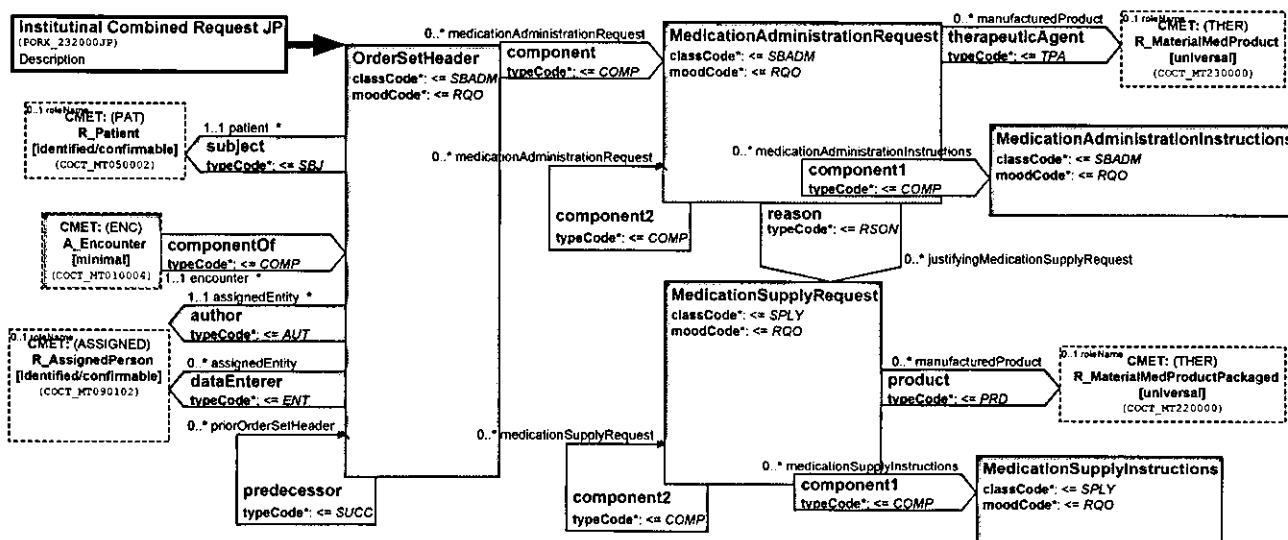 Institutinal Combined Request JP
(PORX_232000JP)
Description
OrderSetHeader
classCode*: <= SBADM
moodCode*: <= RQO
0..* medicationAdministrationRequest
component
typeCode*: <= COMP
MedicationAdministrationRequest
classCode*: <= SBADM
moodCode*: <= RQO
0..* manufacturedProduct
therapeuticAgent
typeCode*: <= TPA
0..1 roleName
CMET: (THER)
R_MaterialMedProduct
[universal]
(COCT_MT230000)
0..1 roleName
CMET: (PAT)
R_Patient
[identified/confirmable]
(COCT_MT050002)
1..1 patient *
subject
typeCode*: <= SBJ
0..* medicationAdministrationRequest
component2
typeCode*: <= COMP
0..* medicationAdministrationInstructions
component1
typeCode*: <= COMP
MedicationAdministrationInstructions
classCode*: <= SBADM
moodCode*: <= RQO
CMET: (ENC)
A_Encounter
[minimal]
(COCT_MT010004)
componentOf
typeCode*: <= COMP
1..1 encounter *
reason
typeCode*: <= RSON
0..* justifyingMedicationSupplyRequest
1..1 assignedEntity *
author
typeCode*: <= AUT
0..1 roleName
CMET: (ASSIGNED)
R_AssignedPerson
[identified/confirmable]
(COCT_MT090102)
0..* assignedEntity
dataEnterer
typeCode*: <= ENT
MedicationSupplyRequest
classCode*: <= SPLY
moodCode*: <= RQO
0..* manufacturedProduct
product
typeCode*: <= PRD
0..1 roleName
CMET: (THER)
R_MaterialMedProductPackaged
[universal]
(COCT_MT220000)
0..* priorOrderSetHeader
predecessor
typeCode*: <= SUCC
0..* medicationSupplyRequest
component2
typeCode*: <= COMP
0..* medicationSupplyInstructions
component1
typeCode*: <= COMP
MedicationSupplyInstructions
classCode*: <= SPLY
moodCode*: <= RQO